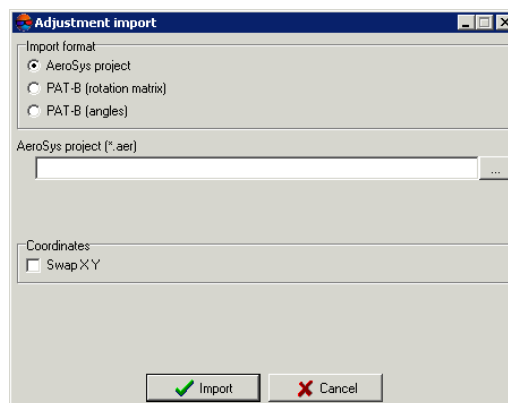 Adjustment import
Import format
AeroSys project
PAT-B (rotation matrix)
PAT-B (angles)
AeroSys project (*.aer)
...
Coordinates
Swap X Y
Import
Cancel